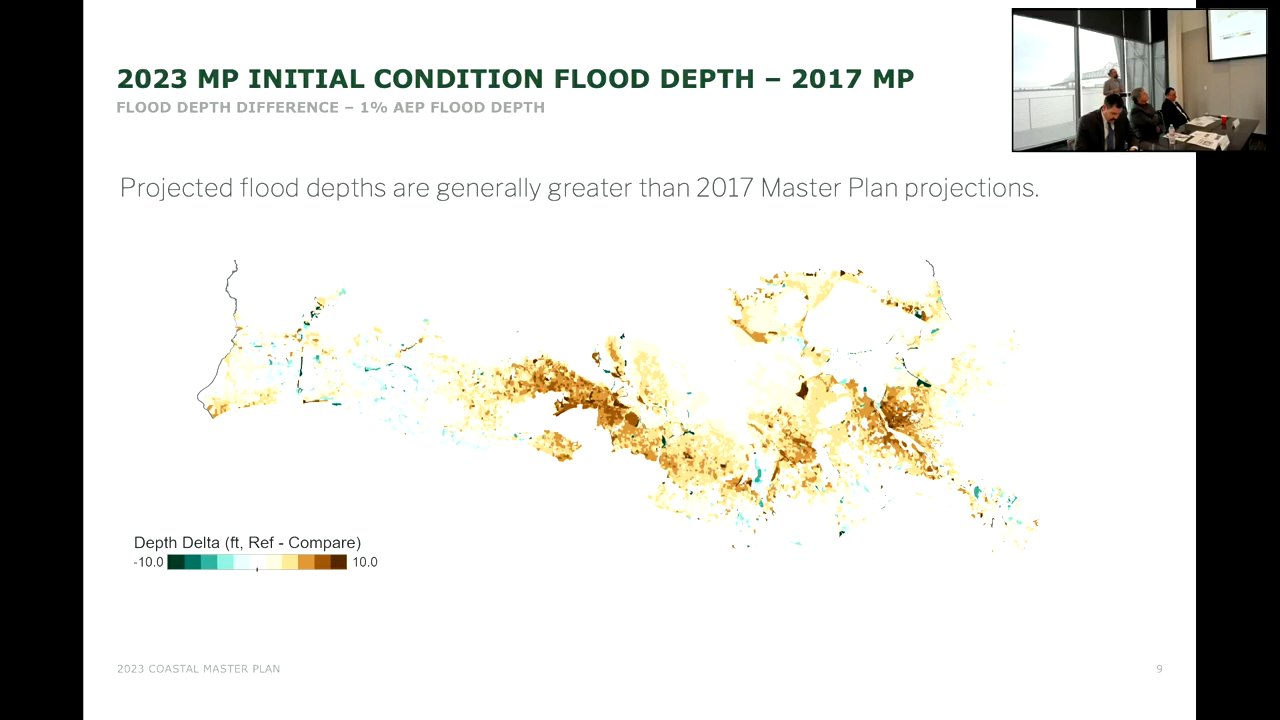 2023 MP INITIAL CONDITION FLOOD DEPTH – 2017 MP
FLOOD DEPTH DIFFERENCE – 1% AEP FLOOD DEPTH
Projected flood depths are generally greater than 2017 Master Plan projections.
Depth Delta (ft, Ref - Compare)
-10.0 10.0
2023 COASTAL MASTER PLAN
9